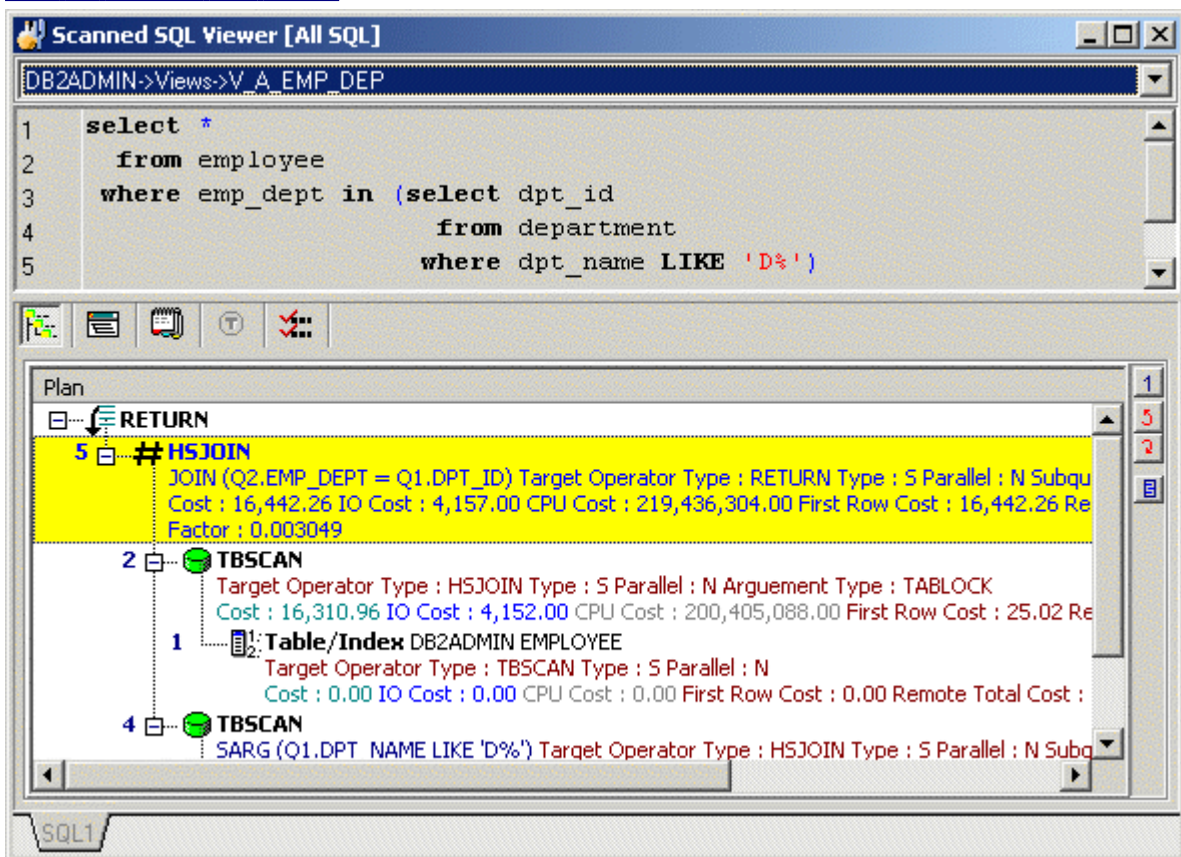 Scanned SQL Viewer [All SQL]
DB2ADMIN->Views->V_A_EMP_DEP
1 select *
2 from employee
3 where emp_dept in (select dpt_id
4 from department
5 where dpt_name LIKE 'D%')
Plan
1
RETURN
5
5 HSJOIN
2
JOIN (Q2.EMP_DEPT = Q1.DPT_ID) Target Operator Type : RETURN Type : S Parallel : N Subqu
Cost : 16,442.26 IO Cost : 4,157.00 CPU Cost : 219,436,304.00 First Row Cost : 16,442.26 Re
Factor : 0.003049
2 TBSCAN
Target Operator Type : HSJOIN Type : S Parallel : N Arguement Type : TABLOCK
Cost : 16,310.96 IO Cost : 4,152.00 CPU Cost : 200,405,088.00 First Row Cost : 25.02 Re
1 Table/Index DB2ADMIN EMPLOYEE
Target Operator Type : TBSCAN Type : S Parallel : N
Cost : 0.00 IO Cost : 0.00 CPU Cost : 0.00 First Row Cost : 0.00 Remote Total Cost :
4 TBSCAN
SARG (Q1.DPT_NAME LIKE 'D%') Target Operator Type : HSJOIN Type : S Parallel : N Subq
SQL1